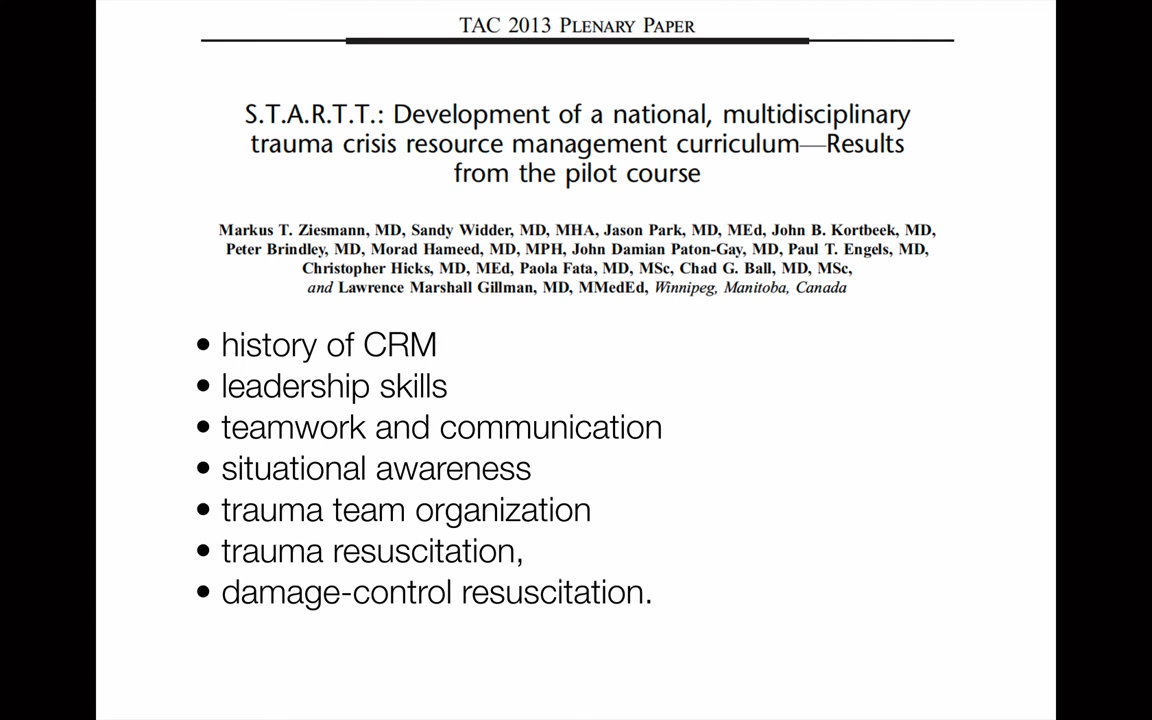 TAC 2013 PLENARY PAPER
S.T.A.R.T.T.: Development of a national, multidisciplinary
trauma crisis resource management curriculum—Results
from the pilot course
Markus T. Ziesmann, MD, Sandy Widder, MD, MHA, Jason Park, MD, MEd, John B. Kortbeek, MD,
Peter Brindley, MD, Morad Hameed, MD, MPH, John Damian Paton-Gay, MD, Paul T. Engels, MD,
Christopher Hicks, MD, MEd, Paola Fata, MD, MSc, Chad G. Ball, MD, MSc,
and Lawrence Marshall Gillman, MD, MMedEd, Winnipeg, Manitoba, Canada
• history of CRM
• leadership skills
• teamwork and communication
• situational awareness
• trauma team organization
• trauma resuscitation,
• damage-control resuscitation.